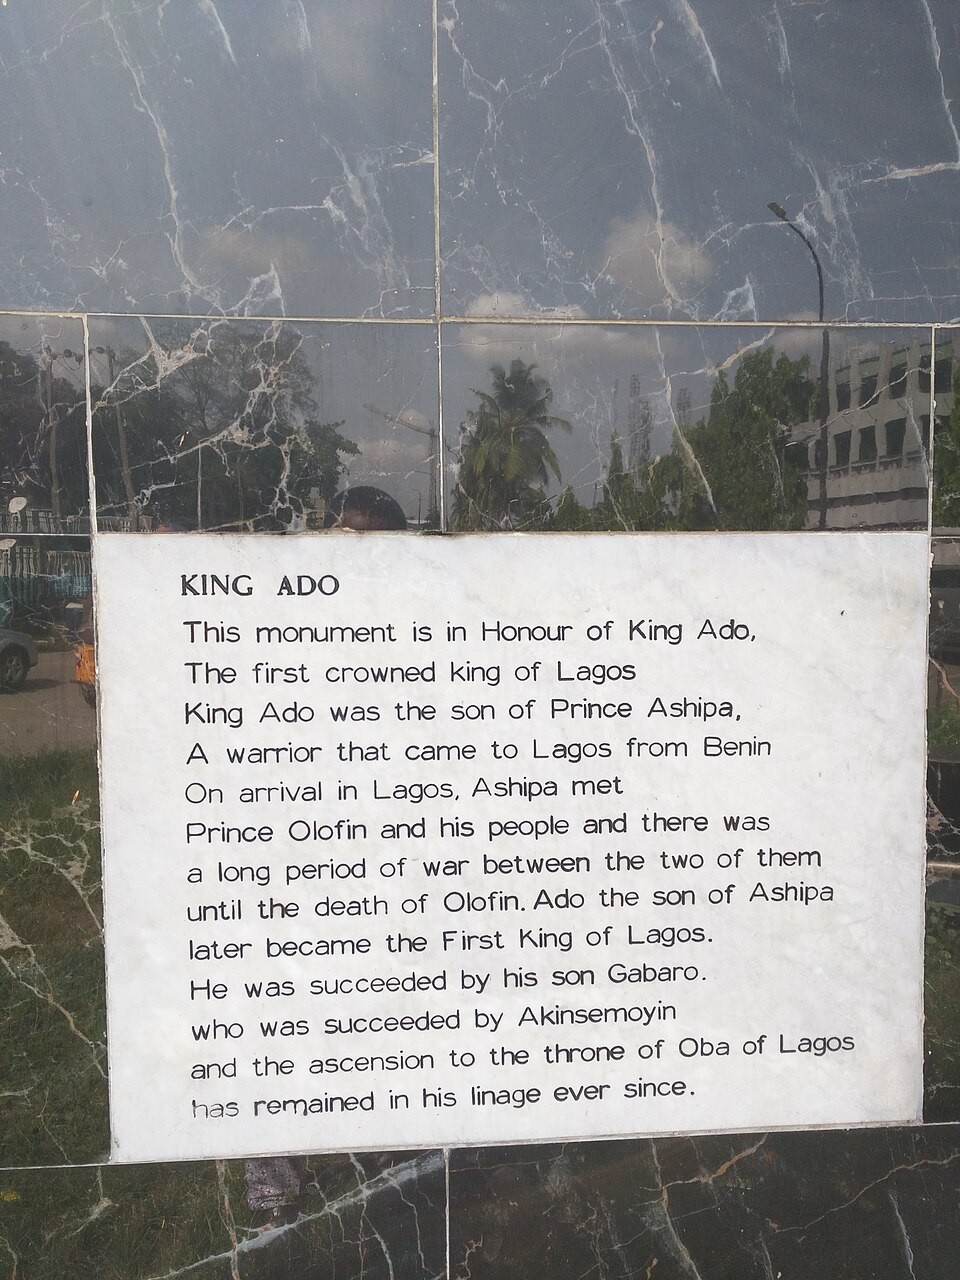 KING ADO
This monument is in Honour of King Ado,
The first crowned king of Lagos
King Ado was the son of Prince Ashipa,
A warrior that came to Lagos from Benin
On arrival in Lagos, Ashipa met
Prince Olofin and his people and there was
a long period of war between the two of them
until the death of Olofin. Ado the son of Ashipa
later became the First King of Lagos.
He was succeeded by his son Gabaro.
who was succeeded by Akinsemoyin
and the ascension to the throne of Oba of Lagos
has remained in his linage ever since.